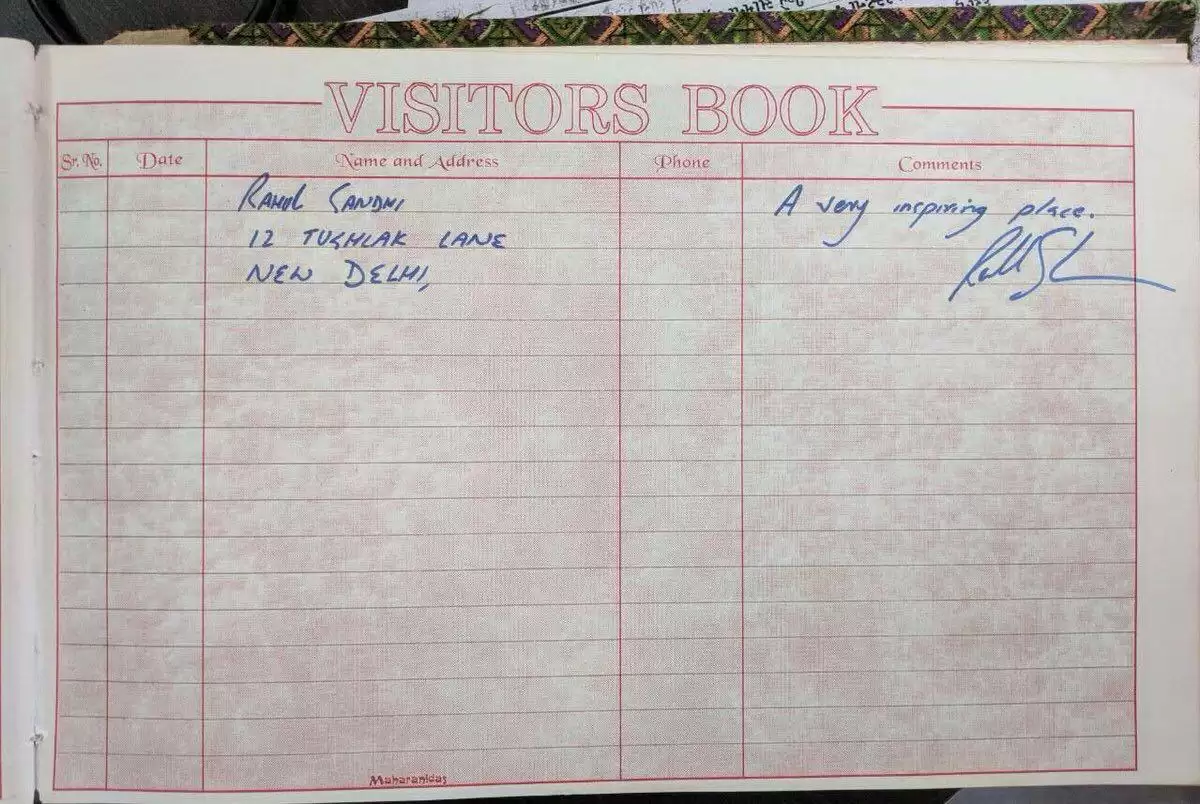 VISITORS BOOK
Sr. No. Date Name and Address Phone Comments
RAHUL GANDHI A very inspiring place.
12 TUGHLAK LANE
NEW DELHI,
Maharanidas